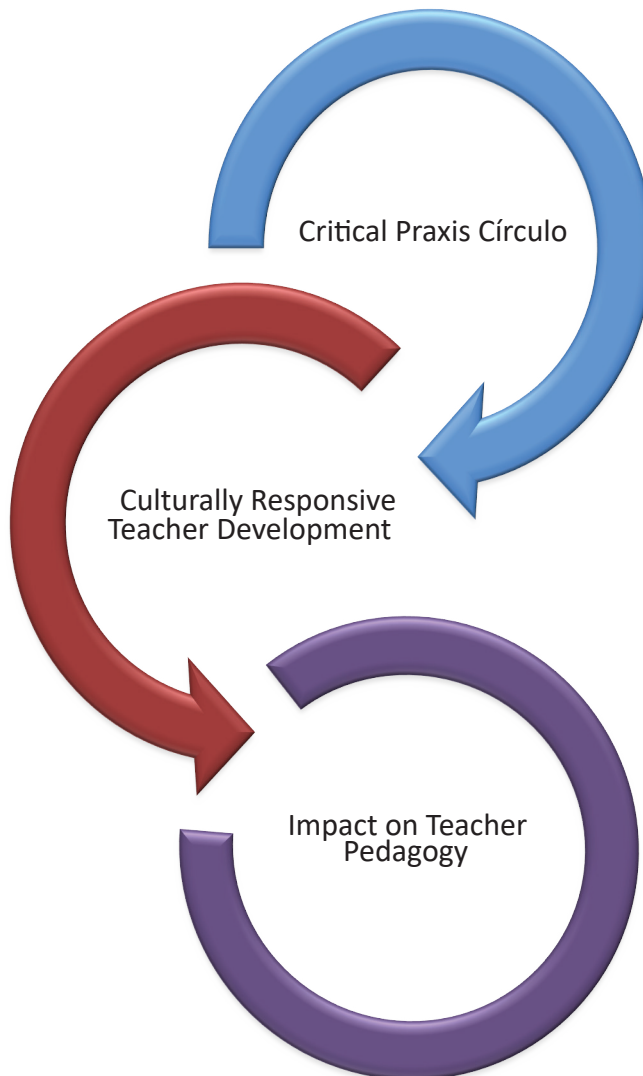 Critical Praxis Círculo
Culturally Responsive
Teacher Development
Impact on Teacher
Pedagogy